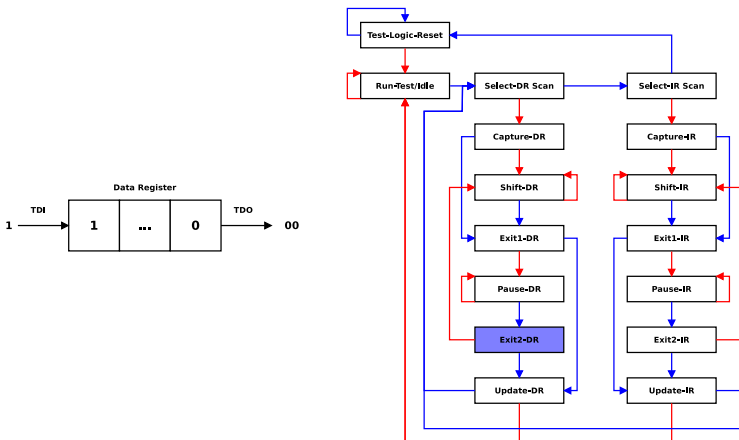 Data Register
1
TDI
1
...
0
TDO
00
Test-Logic-Reset
Run-Test/Idle
Select-DR Scan
Select-IR Scan
Capture-DR
Capture-IR
Shift-DR
Shift-IR
Exit1-DR
Exit1-IR
Pause-DR
Pause-IR
Exit2-DR
Exit2-IR
Update-DR
Update-IR